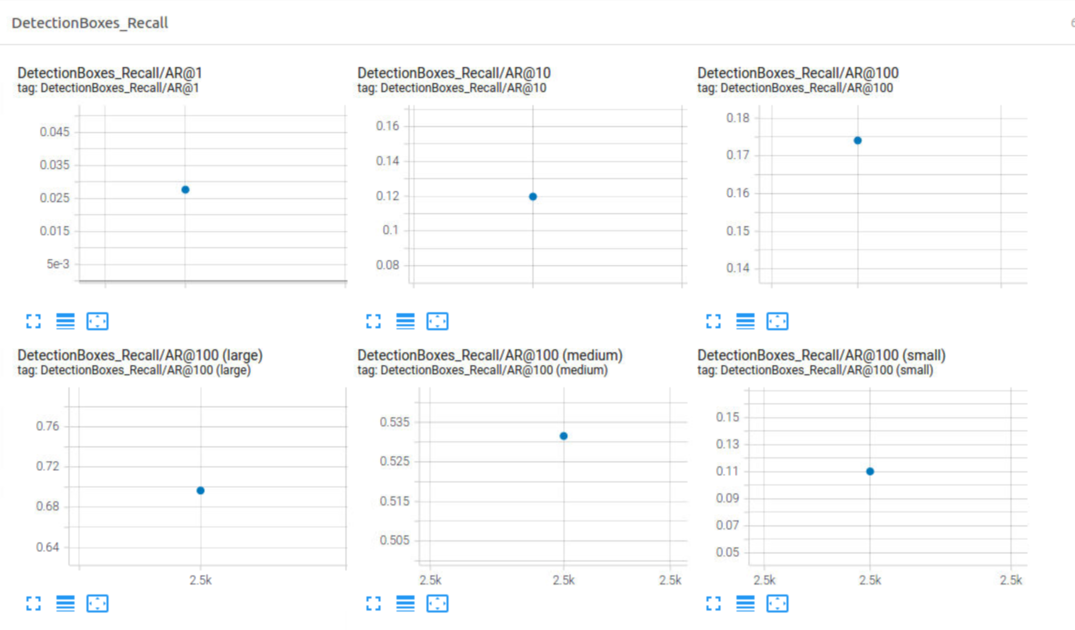 DetectionBoxes_Recall
DetectionBoxes_Recall/AR@1
tag: DetectionBoxes_Recall/AR@1
0.045
0.035
0.025
0.015
5e-3
DetectionBoxes_Recall/AR@10
tag: DetectionBoxes_Recall/AR@10
0.16
0.14
0.12
0.1
0.08
DetectionBoxes_Recall/AR@100
tag: DetectionBoxes_Recall/AR@100
0.18
0.17
0.16
0.15
0.14
DetectionBoxes_Recall/AR@100 (large)
tag: DetectionBoxes_Recall/AR@100 (large)
0.76
0.72
0.68
0.64
2.5k
DetectionBoxes_Recall/AR@100 (medium)
tag: DetectionBoxes_Recall/AR@100 (medium)
0.535
0.525
0.515
0.505
2.5k 2.5k 2.5k
DetectionBoxes_Recall/AR@100 (small)
tag: DetectionBoxes_Recall/AR@100 (small)
0.15
0.13
0.11
0.09
0.07
0.05
2.5k 2.5k 2.5k